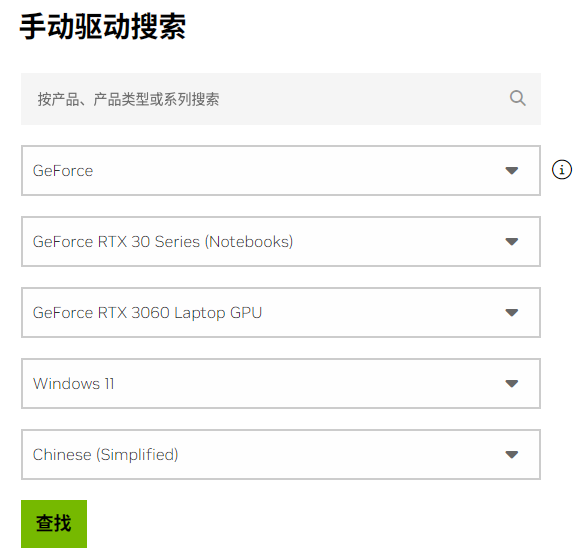 手动驱动搜索
按产品、产品类型或系列搜索
GeForce
GeForce RTX 30 Series (Notebooks)
GeForce RTX 3060 Laptop GPU
Windows 11
Chinese (Simplified)
查找